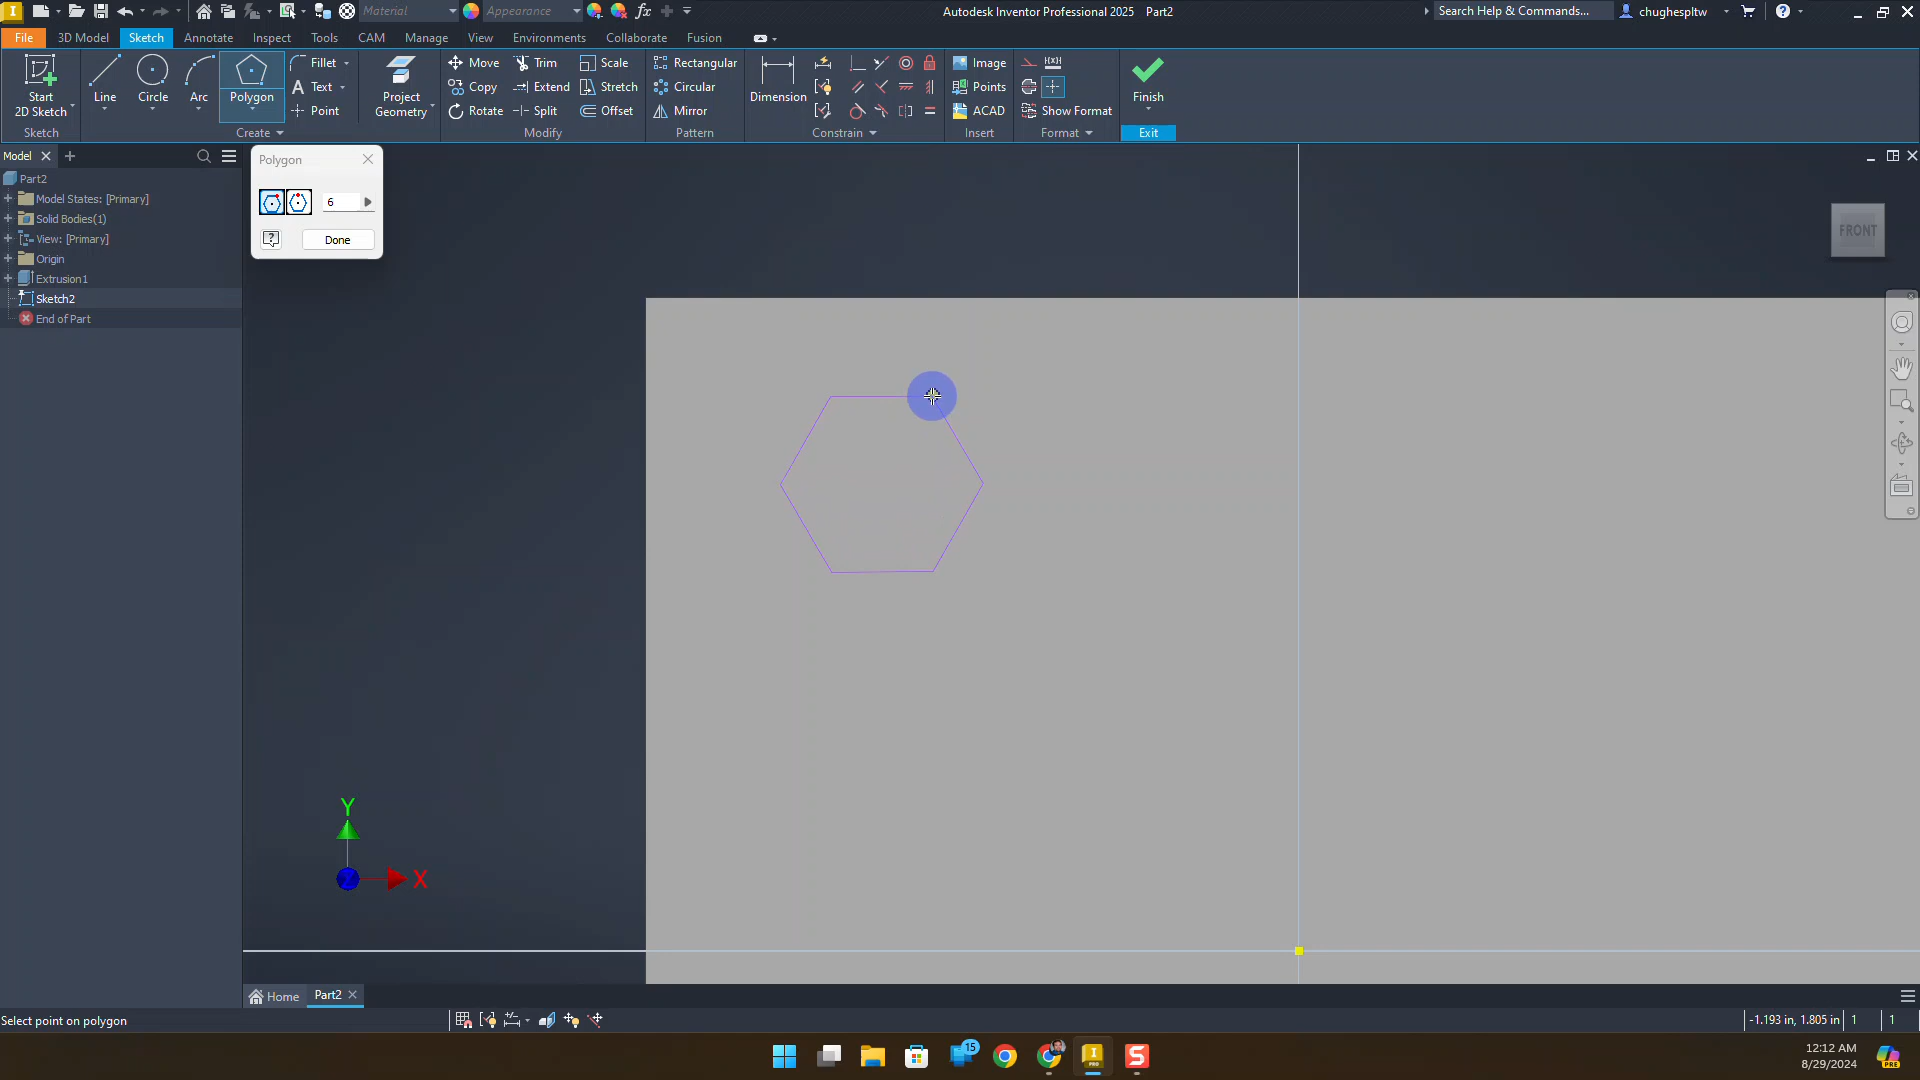 Material
Appearance
Autodesk Inventor Professional 2025 Part2
Search Help & Commands...
chughespltw
File 3D Model Sketch Annotate Inspect Tools CAM Manage View Environments Collaborate Fusion
Start
2D Sketch
Line
Circle
Arc
Polygon
Fillet
Text
Point
Project
Geometry
Move
Copy
Rotate
Trim
Extend
Split
Scale
Stretch
Offset
Rectangular
Circular
Mirror
Dimension
Image
Points
ACAD
Show Format
Finish
Sketch Create Modify Pattern Constrain Insert Format Exit
Model
Part2
Model States: [Primary]
Solid Bodies(1)
View: [Primary]
Origin
Extrusion1
Sketch2
End of Part
Polygon
6
Done
FRONT
Y
X
Home Part2
Select point on polygon
-1.193 in, 1.805 in 1 1
15
12:12 AM
8/29/2024